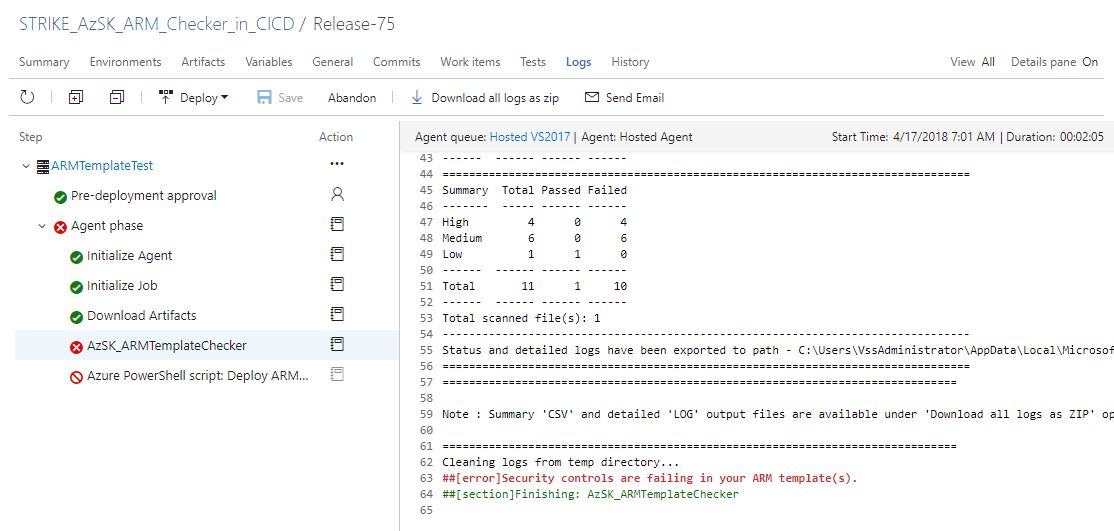 STRIKE_AzSK_ARM_Checker_in_CICD / Release-75
Summary Environments Artifacts Variables General Commits Work items Tests Logs History View All Details pane On
Deploy Save Abandon Download all logs as zip Send Email
Step Action
ARMTemplateTest ...
Pre-deployment approval
Agent phase
Initialize Agent
Initialize Job
Download Artifacts
AzSK_ARMTemplateChecker
Azure PowerShell script: Deploy ARM...
Agent queue: Hosted VS2017 | Agent: Hosted Agent Start Time: 4/17/2018 7:01 AM | Duration: 00:02:05
43 ------ ------ ------ ------
44 ================================================================================
45 Summary Total Passed Failed
46 ------- ----- ------ ------
47 High 4 0 4
48 Medium 6 0 6
49 Low 1 1 0
50 ------ ------ ------ ------
51 Total 11 1 10
52 ------ ------ ------ ------
53 Total scanned file(s): 1
54 --------------------------------------------------------------------------------
55 Status and detailed logs have been exported to path - C:\Users\VssAdministrator\AppData\Local\Microsoft
56 ================================================================================
57 ==============================================================================
58
59 Note : Summary 'CSV' and detailed 'LOG' output files are available under 'Download all logs as ZIP' op
60
61 ==============================================================================
62 Cleaning logs from temp directory...
63 ##[error]Security controls are failing in your ARM template(s).
64 ##[section]Finishing: AzSK_ARMTemplateChecker
65